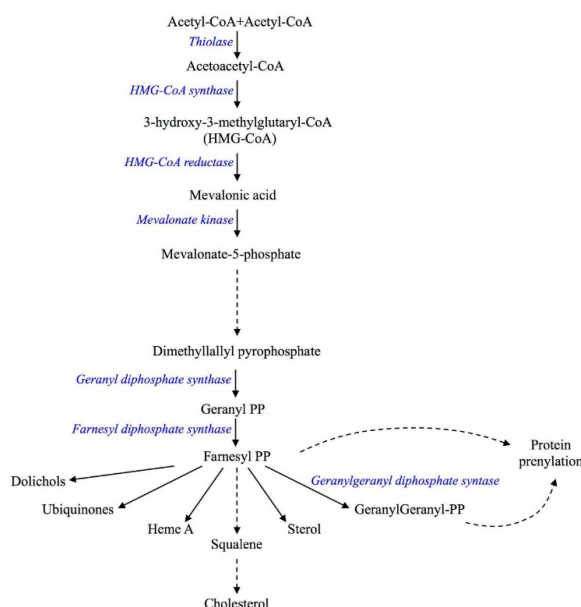 Acetyl-CoA+Acetyl-CoA
Thiolase
Acetoacetyl-CoA
HMG-CoA synthase
3-hydroxy-3-methylglutaryl-CoA
(HMG-CoA)
HMG-CoA reductase
Mevalonic acid
Mevalonate kinase
Mevalonate-5-phosphate
Dimethyllallyl pyrophosphate
Geranyl diphosphate synthase
Geranyl PP
Farnesyl diphosphate synthase
Farnesyl PP
Protein
prenylation
Geranylgeranyl diphosphate syntase
Dolichols
Ubiquinones
GeranylGeranyl-PP
Heme A
Sterol
Squalene
Cholesterol